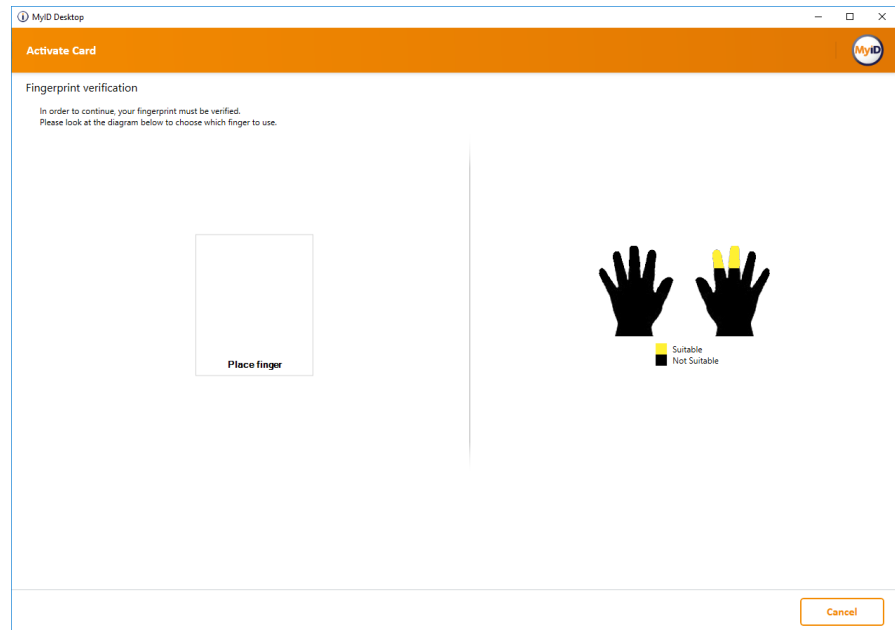 MyID Desktop
Activate Card
MyiD
Fingerprint verification
In order to continue, your fingerprint must be verified.
Please look at the diagram below to choose which finger to use.
Place finger
Suitable
Not Suitable
Cancel